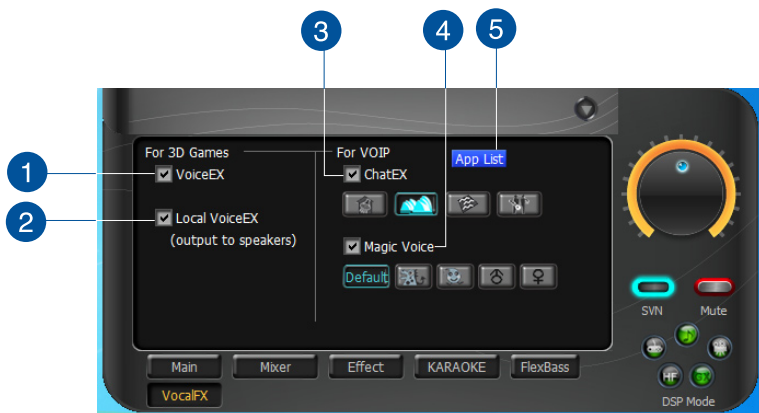 3
4
5
For 3D Games
For VOIP
App List
1
VoiceEX
ChatEX
2
Local VoiceEX
(output to speakers)
Magic Voice
Default
SVN
Mute
Main
Mixer
Effect
KARAOKE
FlexBass
HF
VocalFX
DSP Mode